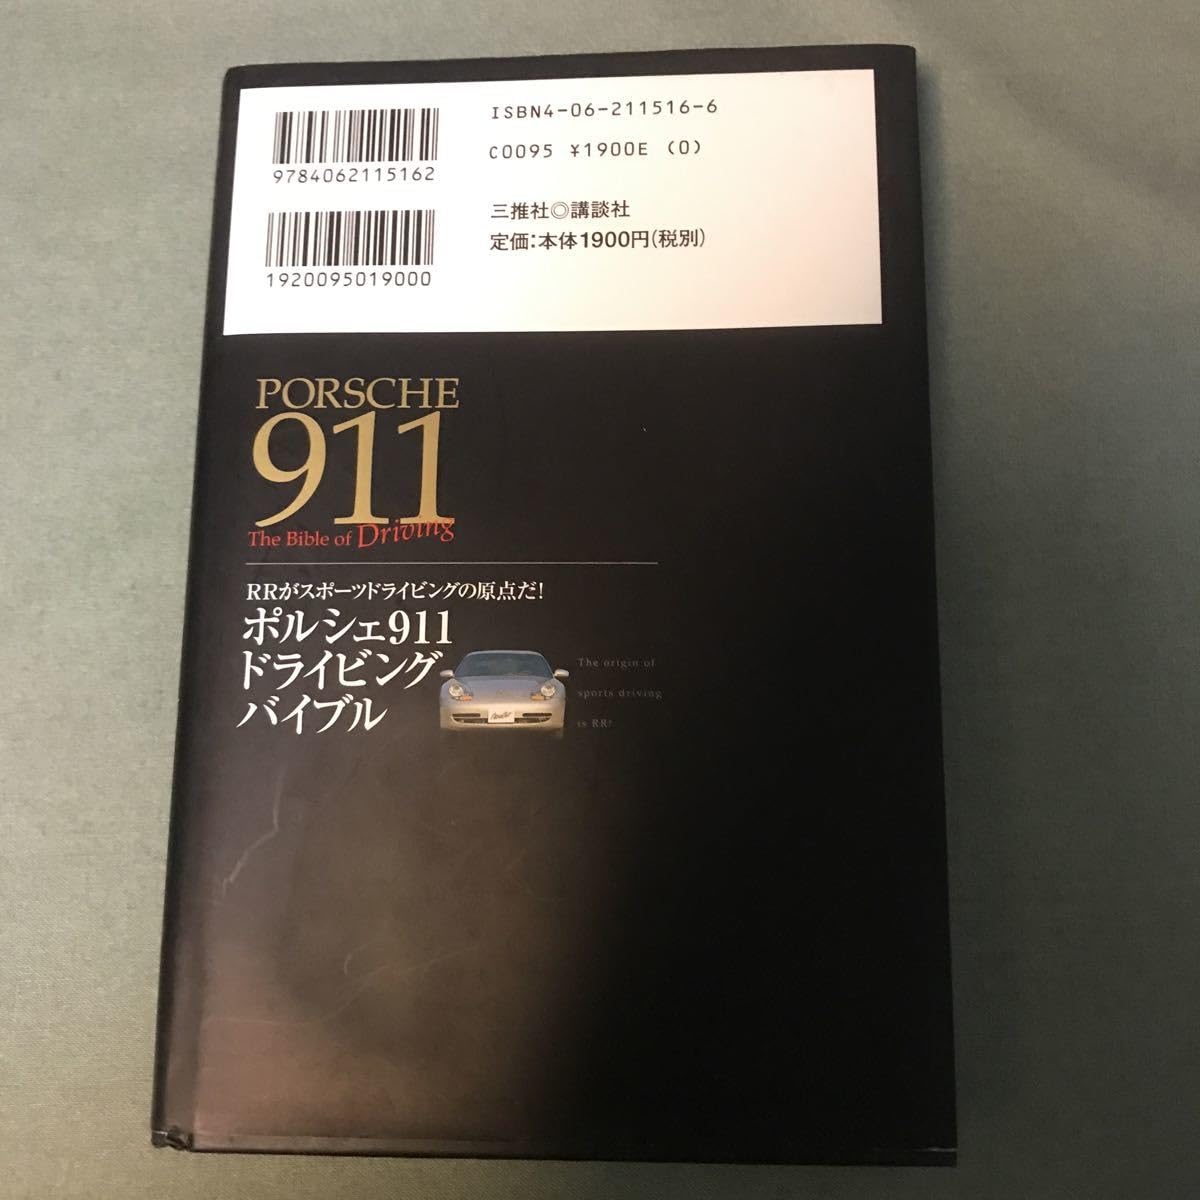 ISBN4-06-211516-6
9784062115162
C0095 ¥1900E (0)
三推社◎講談社
定価:本体1900円(税別)
1920095019000
PORSCHE
911
The Bible of Driving
RRがスポーツドライビングの原点だ!
ポルシェ911
ドライビング
バイブル
The origin of
sports driving
is RR!